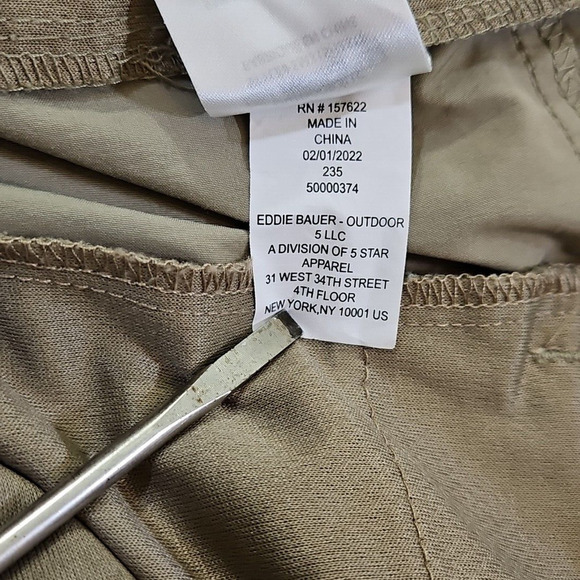 RN # 157622
MADE IN
CHINA
02/01/2022
235
50000374
EDDIE BAUER - OUTDOOR
5 LLC
A DIVISION OF 5 STAR
APPAREL
31 WEST 34TH STREET
4TH FLOOR
NEW YORK,NY 10001 US